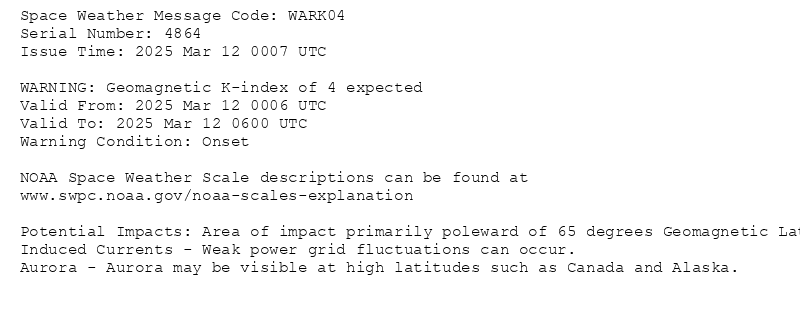 Space Weather Message Code: WARK04
Serial Number: 4864
Issue Time: 2025 Mar 12 0007 UTC
WARNING: Geomagnetic K-index of 4 expected
Valid From: 2025 Mar 12 0006 UTC
Valid To: 2025 Mar 12 0600 UTC
Warning Condition: Onset
NOAA Space Weather Scale descriptions can be found at
www.swpc.noaa.gov/noaa-scales-explanation
Potential Impacts: Area of impact primarily poleward of 65 degrees Geomagnetic
Induced Currents - Weak power grid fluctuations can occur.
Aurora - Aurora may be visible at high latitudes such as Canada and Alaska.